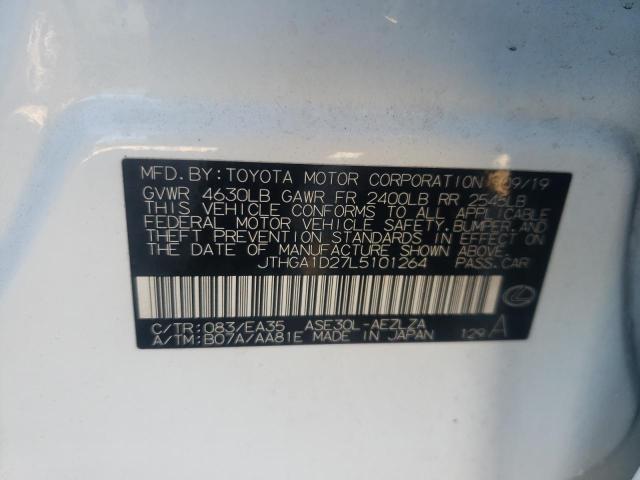 MFD. BY: TOYOTA MOTOR CORPORATION 09/19
GVWR 4630LB GAWR FR 2400LB RR 2545LB
THIS VEHICLE CONFORMS TO ALL APPLICABLE
FEDERAL MOTOR VEHICLE SAFETY, BUMPER, AND
THEFT PREVENTION STANDARDS IN EFFECT ON
THE DATE OF MANUFACTURE SHOWN ABOVE.
JTHGA1D27L5101264 PASS.CAR
C/TR: 083/EA35 ASE30L-AEZLZA
A/TM: B07A/AA81E MADE IN JAPAN 129 A